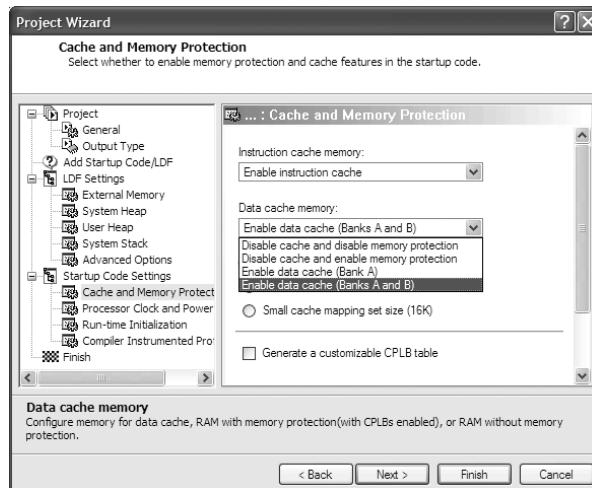 Project Wizard
Cache and Memory Protection
Select whether to enable memory protection and cache features in the startup code.
Project
General
Output Type
Add Startup Code/LDF
LDF Settings
External Memory
System Heap
User Heap
System Stack
Advanced Options
Startup Code Settings
Cache and Memory Protect
Processor Clock and Power
Run-time Initialization
Compiler Instrumented Pro
Finish
... : Cache and Memory Protection
Instruction cache memory:
Enable instruction cache
Data cache memory:
Enable data cache (Banks A and B)
Disable cache and disable memory protection
Disable cache and enable memory protection
Enable data cache (Bank A)
Enable data cache (Banks A and B)
Small cache mapping set size (16K)
Generate a customizable CPLB table
Data cache memory
Configure memory for data cache, RAM with memory protection(with CPLBs enabled), or RAM without memory
protection.
< Back
Next >
Finish
Cancel